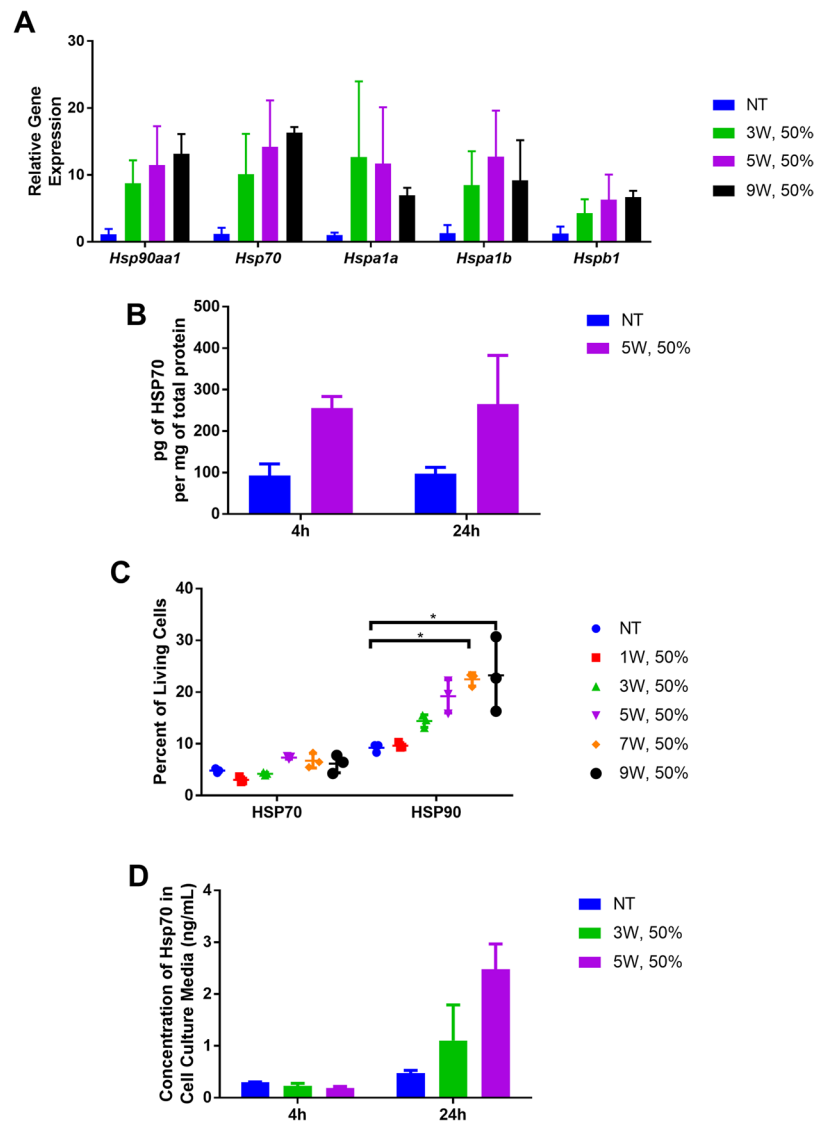 A
Relative Gene
Expression
30
20
10
0
Hsp90aa1 Hsp70 Hspa1a Hspa1b Hspb1
NT
3W, 50%
5W, 50%
9W, 50%
B
pg of HSP70
per mg of total protein
500
400
300
200
100
0
4h 24h
NT
5W, 50%
C
Percent of Living Cells
40
30
20
10
0
*
*
HSP70 HSP90
NT
1W, 50%
3W, 50%
5W, 50%
7W, 50%
9W, 50%
D
Concentration of Hsp70 in
Cell Culture Media (ng/mL)
4
3
2
1
0
4h 24h
NT
3W, 50%
5W, 50%